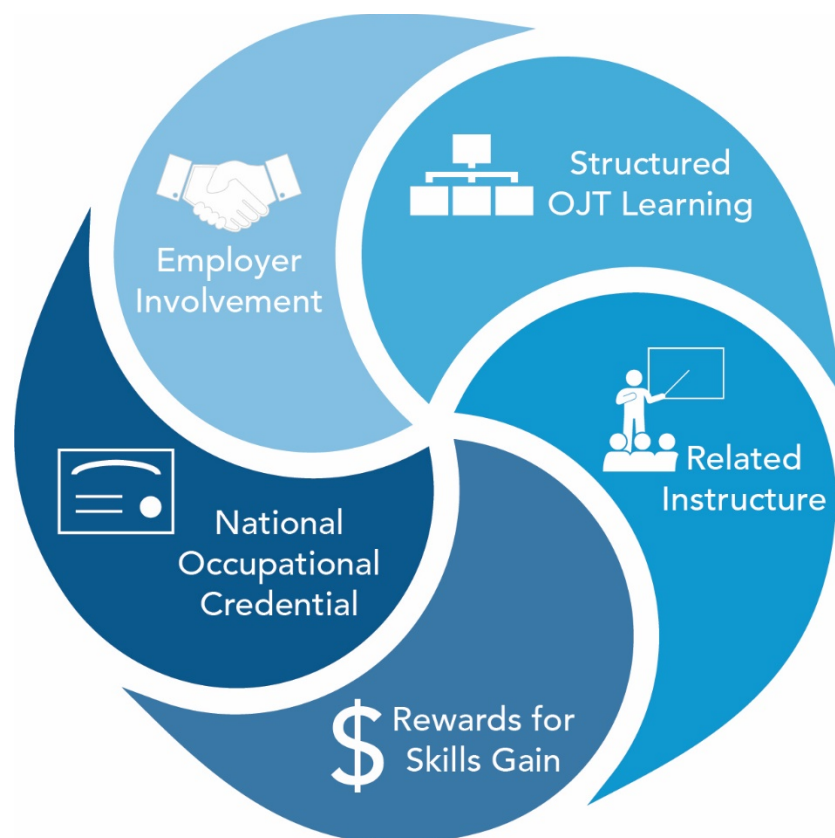 Employer
Involvement
Structured
OJT Learning
Related
Instructure
$ Rewards for
Skills Gain
National
Occupational
Credential